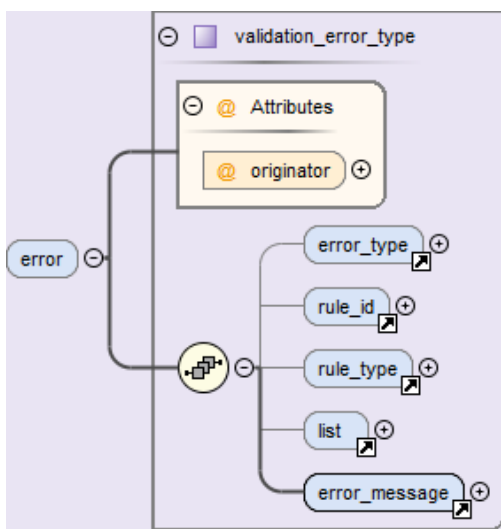 validation_error_type
@ Attributes
@ originator
error
error_type
rule_id
rule_type
list
error_message